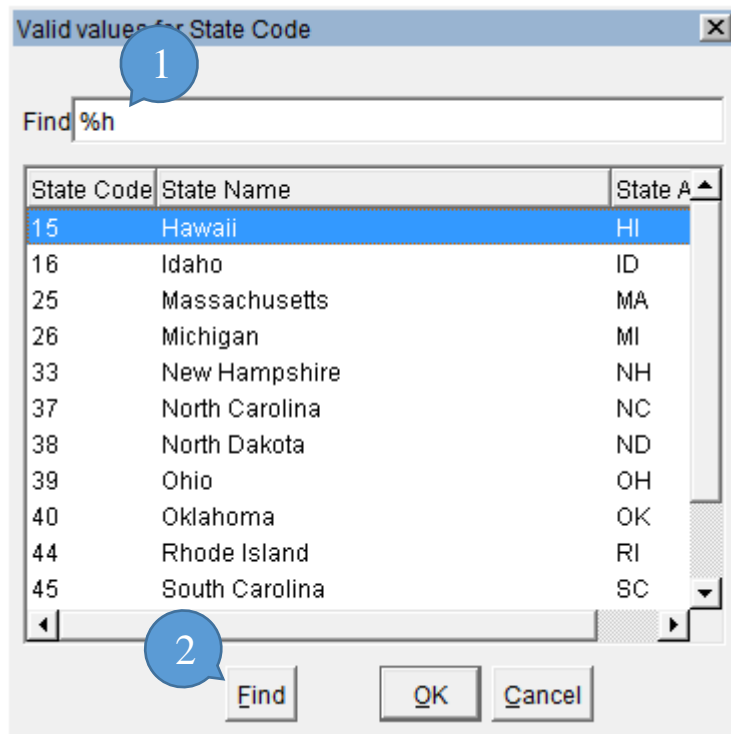 Valid values for State Code
1
Find %h
State Code State Name State A
15 Hawaii HI
16 Idaho ID
25 Massachusetts MA
26 Michigan MI
33 New Hampshire NH
37 North Carolina NC
38 North Dakota ND
39 Ohio OH
40 Oklahoma OK
44 Rhode Island RI
45 South Carolina SC
2
Find OK Cancel